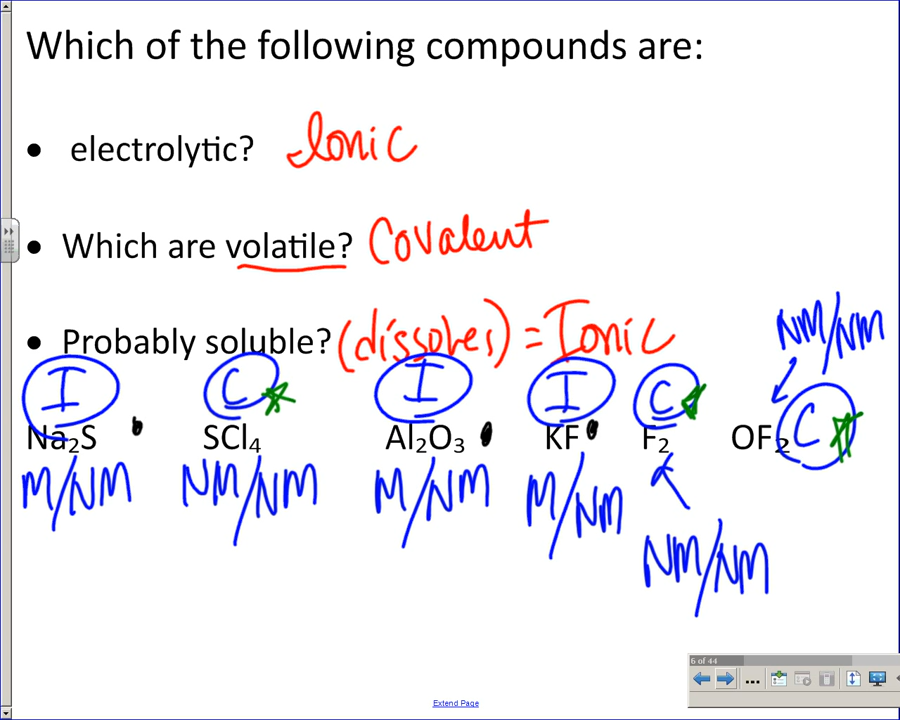 Which of the following compounds are:
• electrolytic? Ionic
• Which are volatile? Covalent
• Probably soluble? (dissolves) = Ionic
NM/NM
I C I I C C
Na₂S SCl₄ Al₂O₃ KF F₂ OF₂
M/NM NM/NM M/NM M/NM
NM/NM
6 of 44
Extend Page